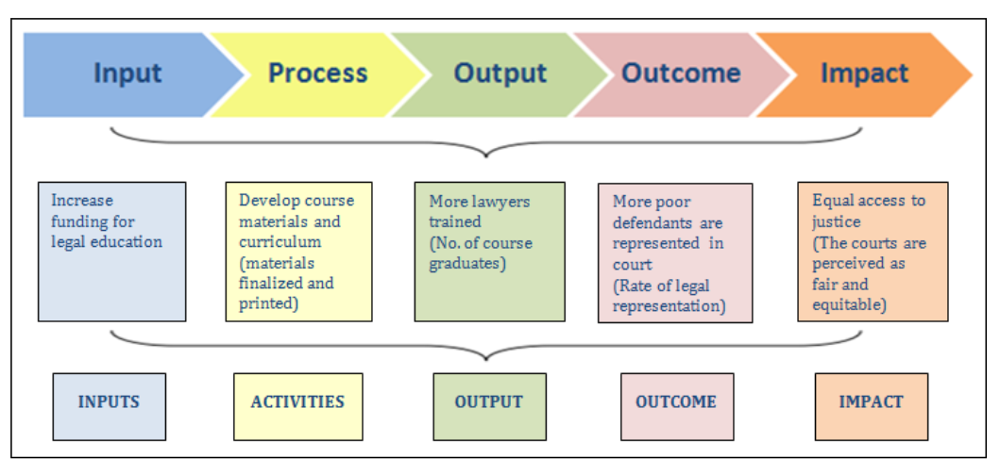 Input
Process
Output
Outcome
Impact
Increase
funding for
legal education
Develop course
materials and
curriculum
(materials
finalized and
printed)
More lawyers
trained
(No. of course
graduates)
More poor
defendants are
represented in
court
(Rate of legal
representation)
Equal access to
justice
(The courts are
perceived as
fair and
equitable)
INPUTS
ACTIVITIES
OUTPUT
OUTCOME
IMPACT